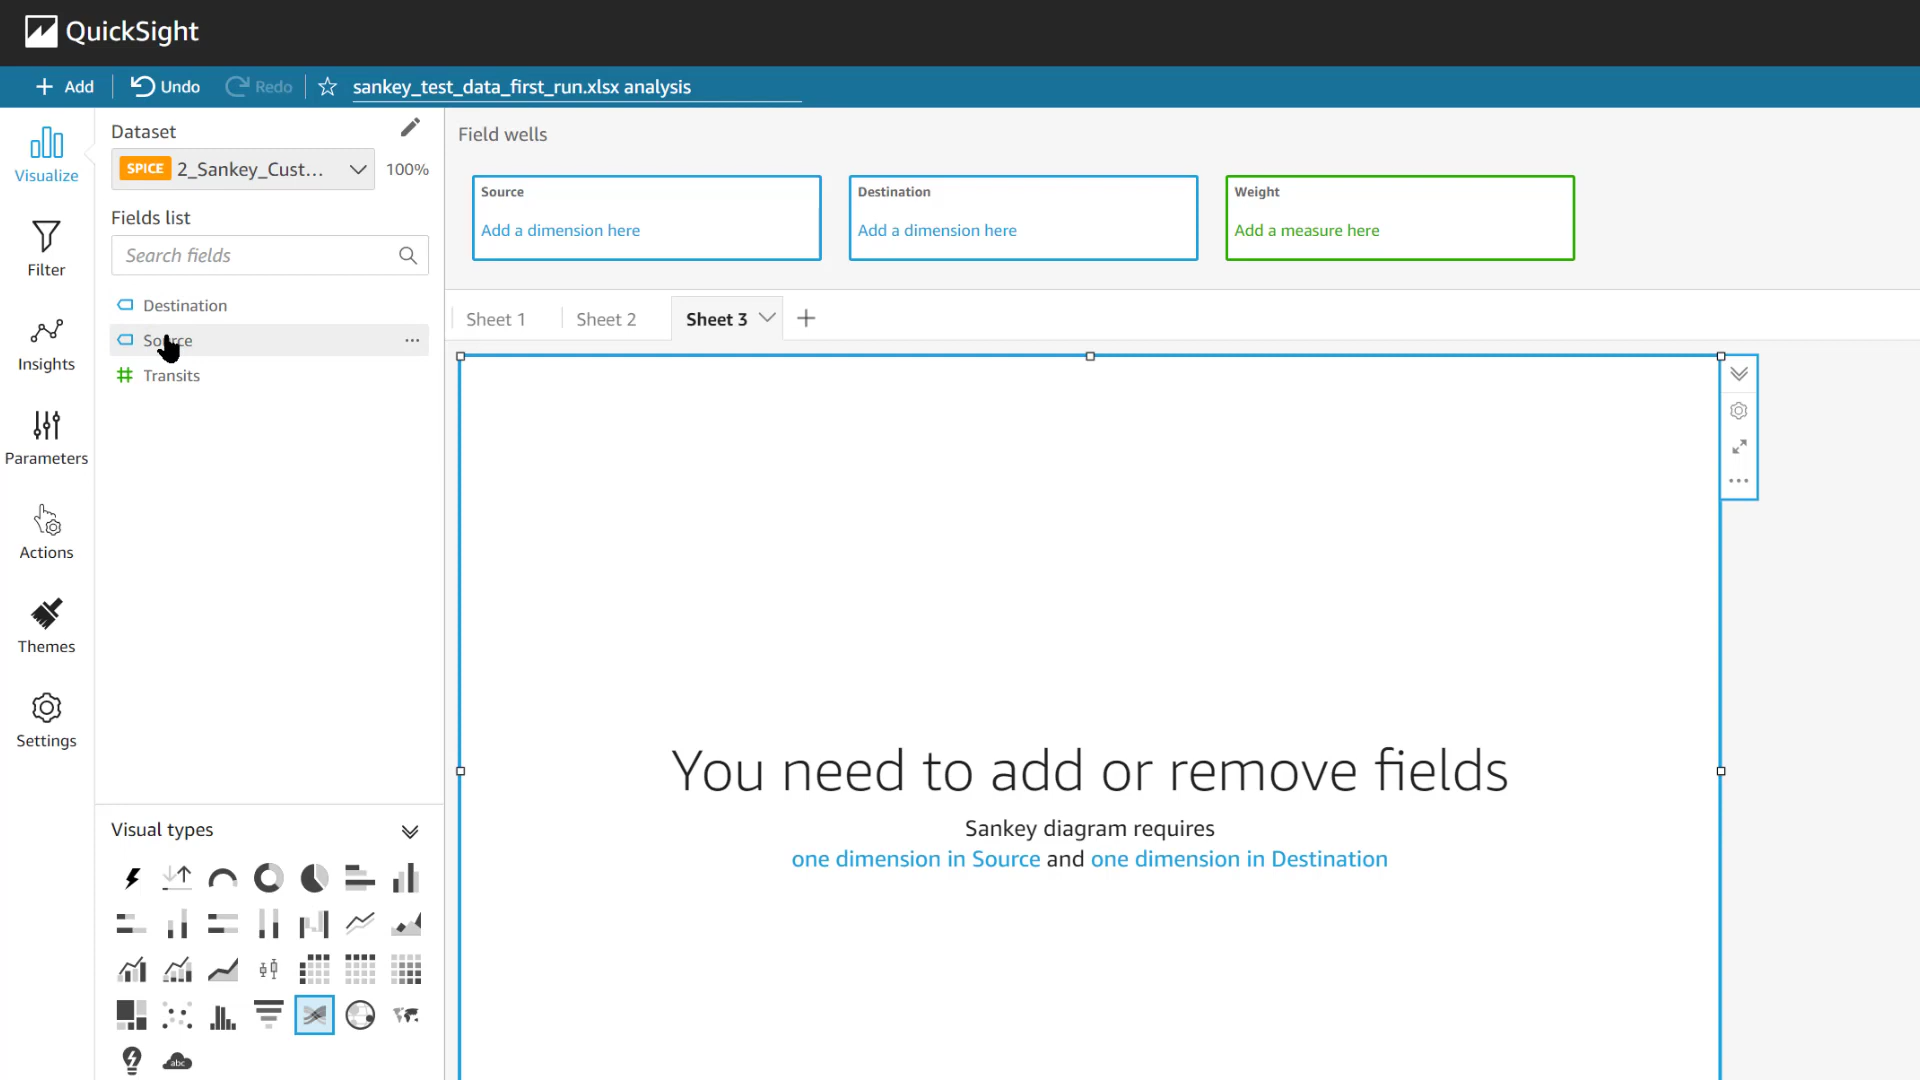 QuickSight
Add
Undo
Redo
sankey_test_data_first_run.xlsx analysis
Visualize
Filter
Insights
Parameters
Actions
Themes
Settings
Dataset
SPICE 2_Sankey_Cust... 100%
Fields list
Search fields
Destination
Source
Transits
Visual types
abc
Field wells
Source
Add a dimension here
Destination
Add a dimension here
Weight
Add a measure here
Sheet 1
Sheet 2
Sheet 3
You need to add or remove fields
Sankey diagram requires
one dimension in Source and one dimension in Destination